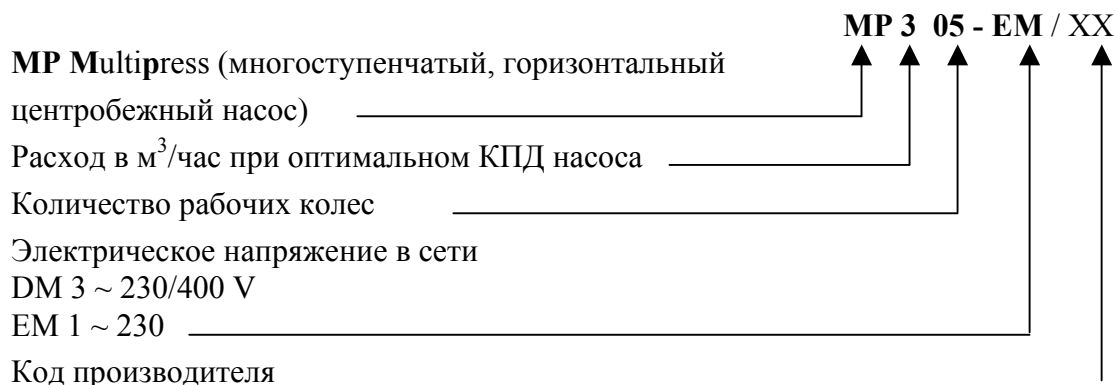 MP 3 05 - EM / XX
MP Multipress (многоступенчатый, горизонтальный
центробежный насос)
Расход в м³/час при оптимальном КПД насоса
Количество рабочих колес
Электрическое напряжение в сети
DM 3 ~ 230/400 V
EM 1 ~ 230
Код производителя